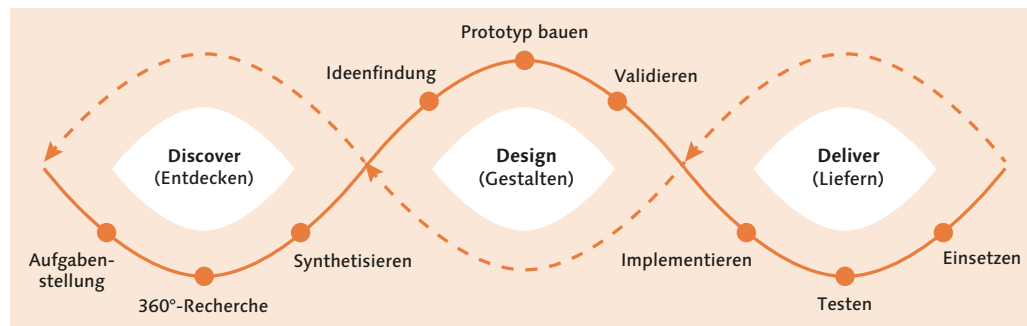 Discover
(Entdecken)
Aufgaben-
stellung
360°-Recherche
Synthetisieren
Design
(Gestalten)
Ideenfindung
Prototyp bauen
Validieren
Deliver
(Liefern)
Implementieren
Testen
Einsetzen